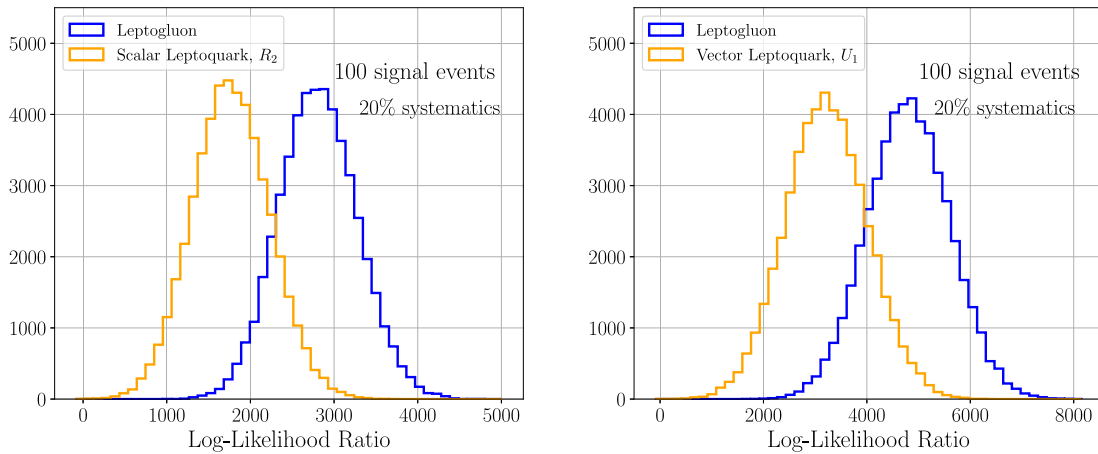 Leptogluon
Scalar Leptoquark, R₂
100 signal events
20% systematics
5000
4000
3000
2000
1000
0
0 1000 2000 3000 4000 5000
Log-Likelihood Ratio
Leptogluon
Vector Leptoquark, U₁
100 signal events
20% systematics
5000
4000
3000
2000
1000
0
0 2000 4000 6000 8000
Log-Likelihood Ratio